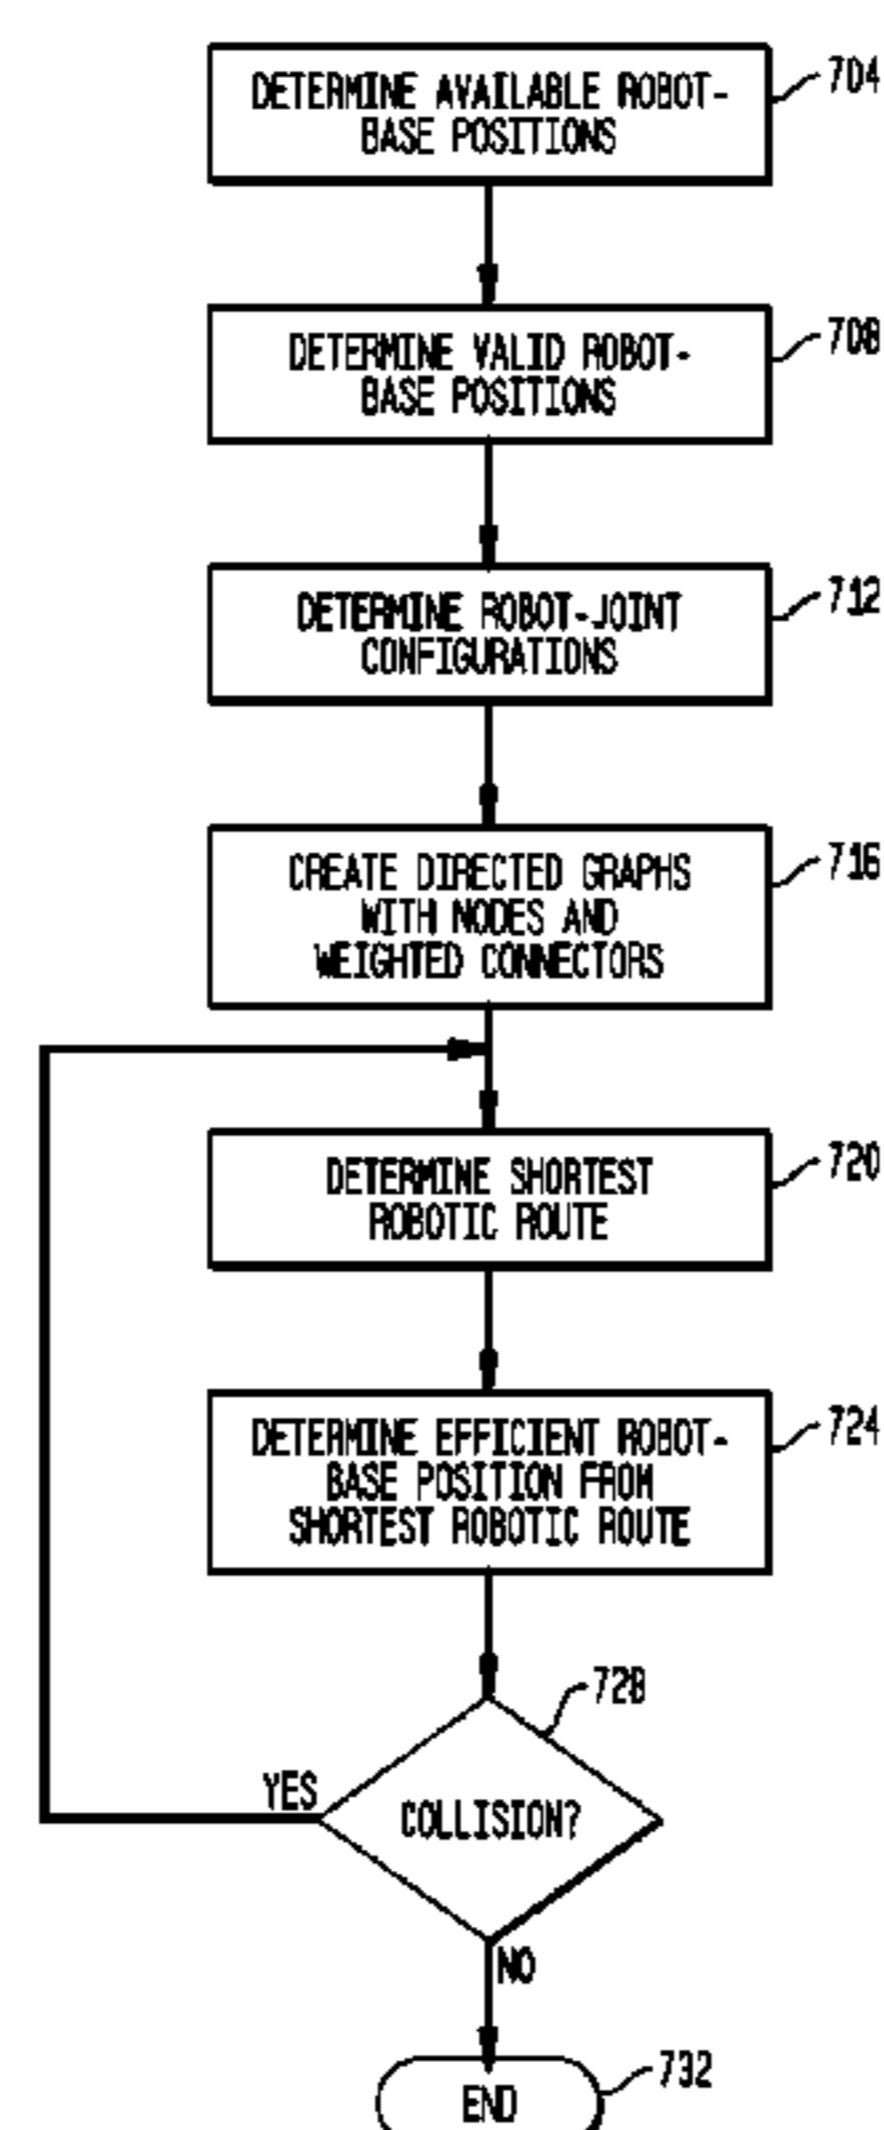 DETERMINE AVAILABLE ROBOT-
BASE POSITIONS
704
DETERMINE VALID ROBOT-
BASE POSITIONS
708
DETERMINE ROBOT-JOINT
CONFIGURATIONS
712
CREATE DIRECTED GRAPHS
WITH NODES AND
WEIGHTED CONNECTORS
716
DETERMINE SHORTEST
ROBOTIC ROUTE
720
DETERMINE EFFICIENT ROBOT-
BASE POSITION FROM
SHORTEST ROBOTIC ROUTE
724
728
YES
COLLISION?
NO
732
END